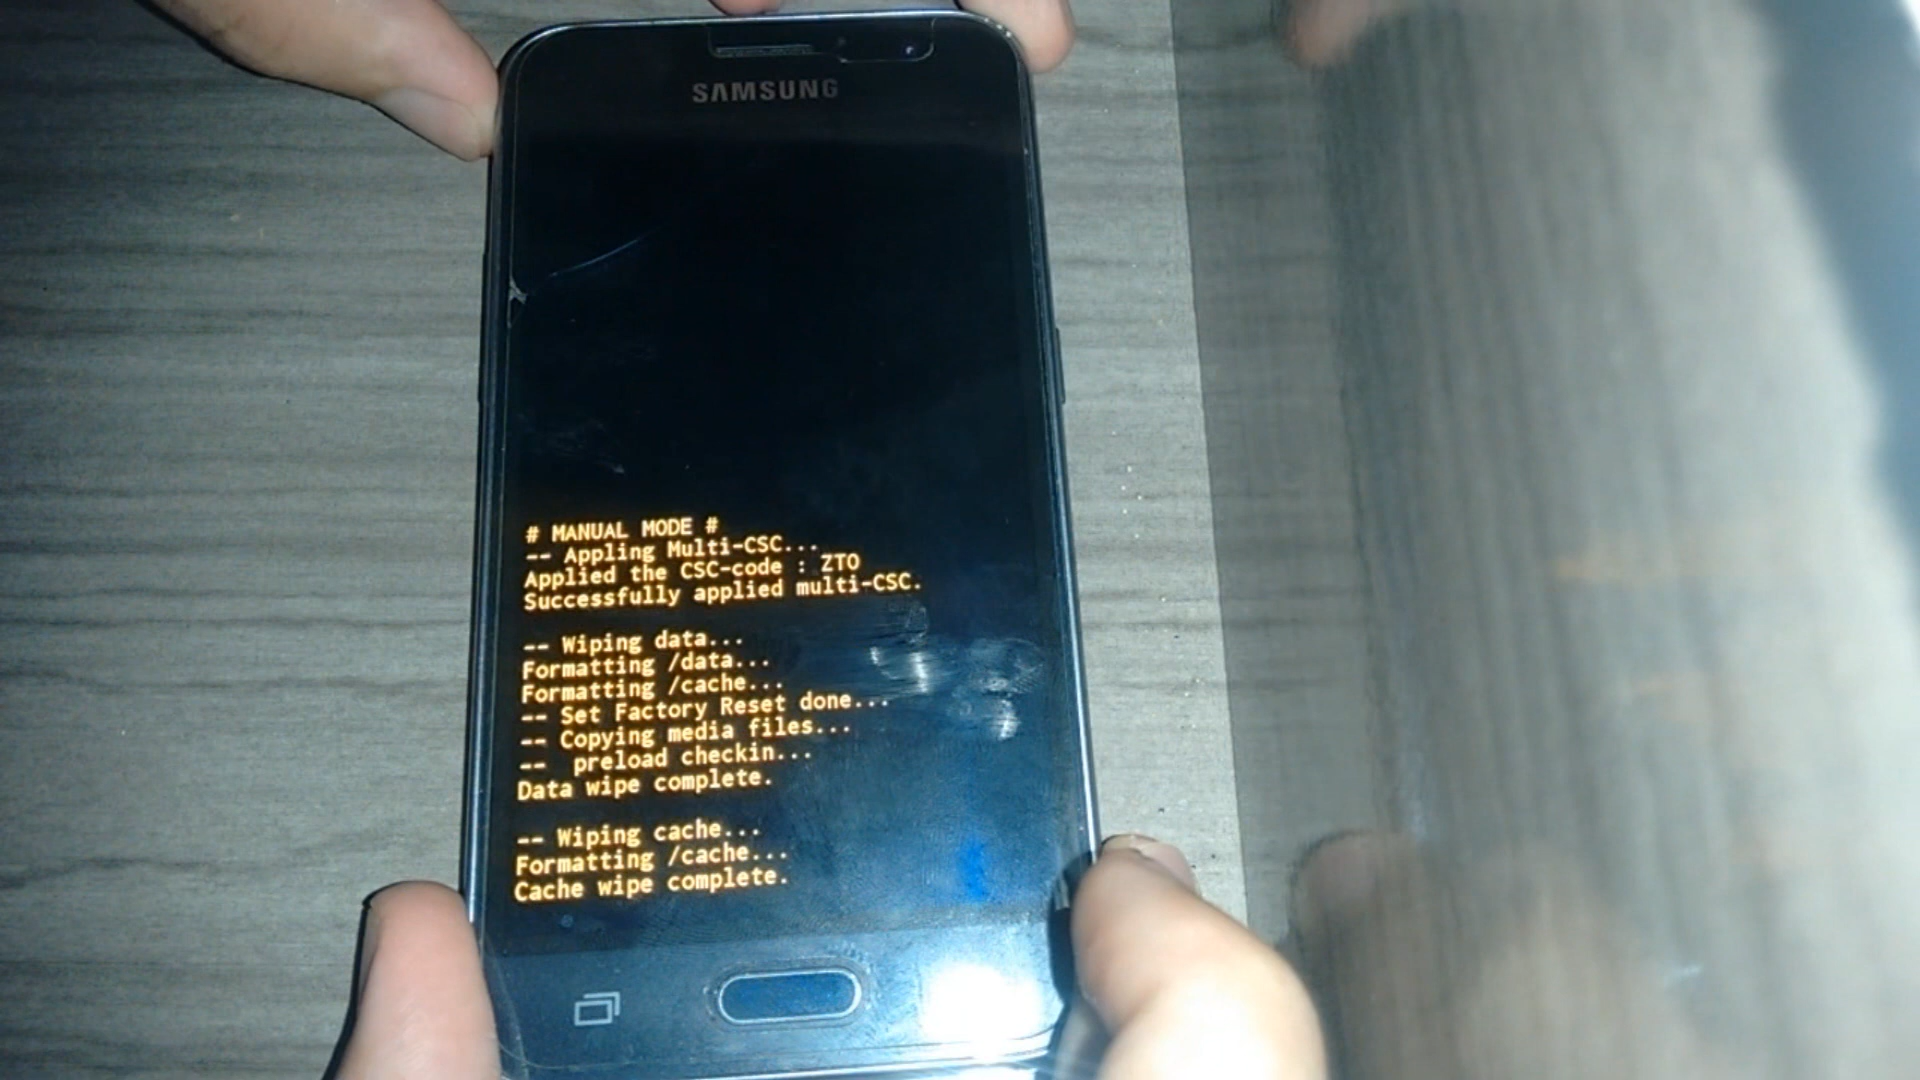 SAMSUNG
# MANUAL MODE #
-- Appling Multi-CSC...
Applied the CSC-code : ZTO
Successfully applied multi-CSC.
-- Wiping data...
Formatting /data...
Formatting /cache...
-- Set Factory Reset done...
-- Copying media files...
-- preload checkin...
Data wipe complete.
-- Wiping cache...
Formatting /cache...
Cache wipe complete.